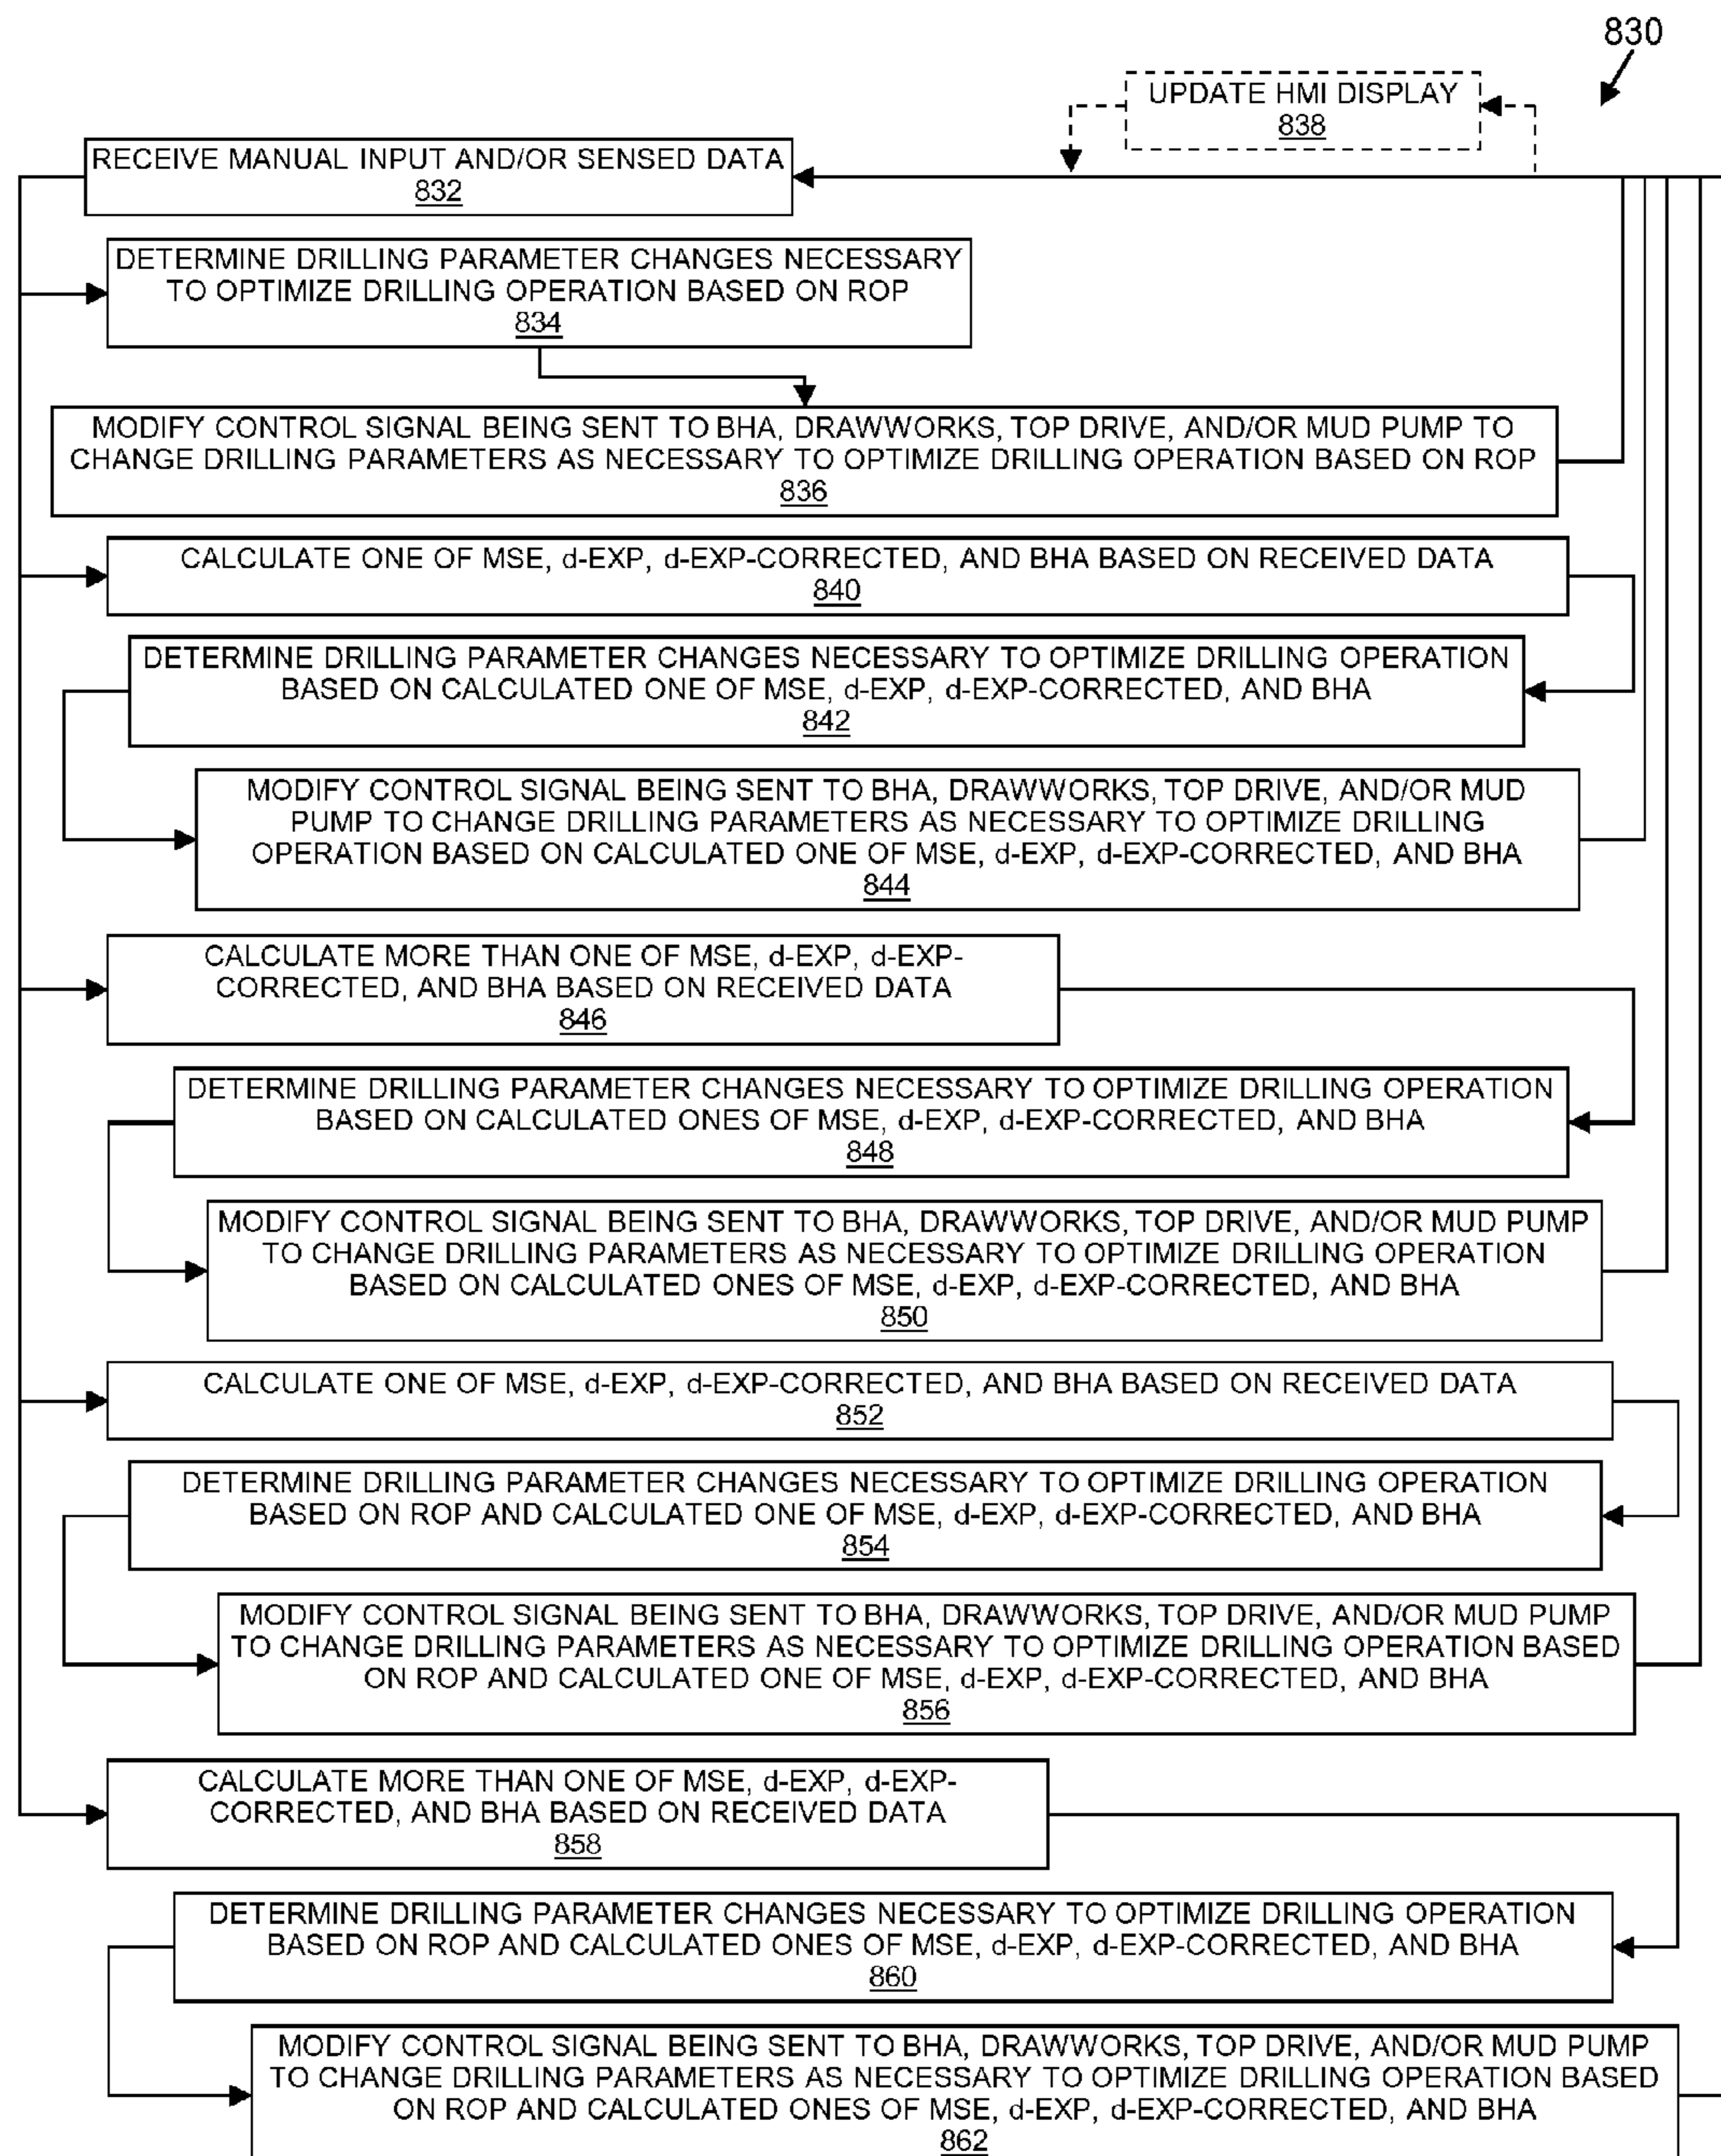 830
UPDATE HMI DISPLAY
838
RECEIVE MANUAL INPUT AND/OR SENSED DATA
832
DETERMINE DRILLING PARAMETER CHANGES NECESSARY
TO OPTIMIZE DRILLING OPERATION BASED ON ROP
834
MODIFY CONTROL SIGNAL BEING SENT TO BHA, DRAWWORKS, TOP DRIVE, AND/OR MUD PUMP TO
CHANGE DRILLING PARAMETERS AS NECESSARY TO OPTIMIZE DRILLING OPERATION BASED ON ROP
836
CALCULATE ONE OF MSE, d-EXP, d-EXP-CORRECTED, AND BHA BASED ON RECEIVED DATA
840
DETERMINE DRILLING PARAMETER CHANGES NECESSARY TO OPTIMIZE DRILLING OPERATION
BASED ON CALCULATED ONE OF MSE, d-EXP, d-EXP-CORRECTED, AND BHA
842
MODIFY CONTROL SIGNAL BEING SENT TO BHA, DRAWWORKS, TOP DRIVE, AND/OR MUD
PUMP TO CHANGE DRILLING PARAMETERS AS NECESSARY TO OPTIMIZE DRILLING
OPERATION BASED ON CALCULATED ONE OF MSE, d-EXP, d-EXP-CORRECTED, AND BHA
844
CALCULATE MORE THAN ONE OF MSE, d-EXP, d-EXP-
CORRECTED, AND BHA BASED ON RECEIVED DATA
846
DETERMINE DRILLING PARAMETER CHANGES NECESSARY TO OPTIMIZE DRILLING OPERATION
BASED ON CALCULATED ONES OF MSE, d-EXP, d-EXP-CORRECTED, AND BHA
848
MODIFY CONTROL SIGNAL BEING SENT TO BHA, DRAWWORKS, TOP DRIVE, AND/OR MUD PUMP
TO CHANGE DRILLING PARAMETERS AS NECESSARY TO OPTIMIZE DRILLING OPERATION
BASED ON CALCULATED ONES OF MSE, d-EXP, d-EXP-CORRECTED, AND BHA
850
CALCULATE ONE OF MSE, d-EXP, d-EXP-CORRECTED, AND BHA BASED ON RECEIVED DATA
852
DETERMINE DRILLING PARAMETER CHANGES NECESSARY TO OPTIMIZE DRILLING OPERATION
BASED ON ROP AND CALCULATED ONE OF MSE, d-EXP, d-EXP-CORRECTED, AND BHA
854
MODIFY CONTROL SIGNAL BEING SENT TO BHA, DRAWWORKS, TOP DRIVE, AND/OR MUD PUMP
TO CHANGE DRILLING PARAMETERS AS NECESSARY TO OPTIMIZE DRILLING OPERATION BASED
ON ROP AND CALCULATED ONE OF MSE, d-EXP, d-EXP-CORRECTED, AND BHA
856
CALCULATE MORE THAN ONE OF MSE, d-EXP, d-EXP-
CORRECTED, AND BHA BASED ON RECEIVED DATA
858
DETERMINE DRILLING PARAMETER CHANGES NECESSARY TO OPTIMIZE DRILLING OPERATION
BASED ON ROP AND CALCULATED ONES OF MSE, d-EXP, d-EXP-CORRECTED, AND BHA
860
MODIFY CONTROL SIGNAL BEING SENT TO BHA, DRAWWORKS, TOP DRIVE, AND/OR MUD PUMP
TO CHANGE DRILLING PARAMETERS AS NECESSARY TO OPTIMIZE DRILLING OPERATION BASED
ON ROP AND CALCULATED ONES OF MSE, d-EXP, d-EXP-CORRECTED, AND BHA
862